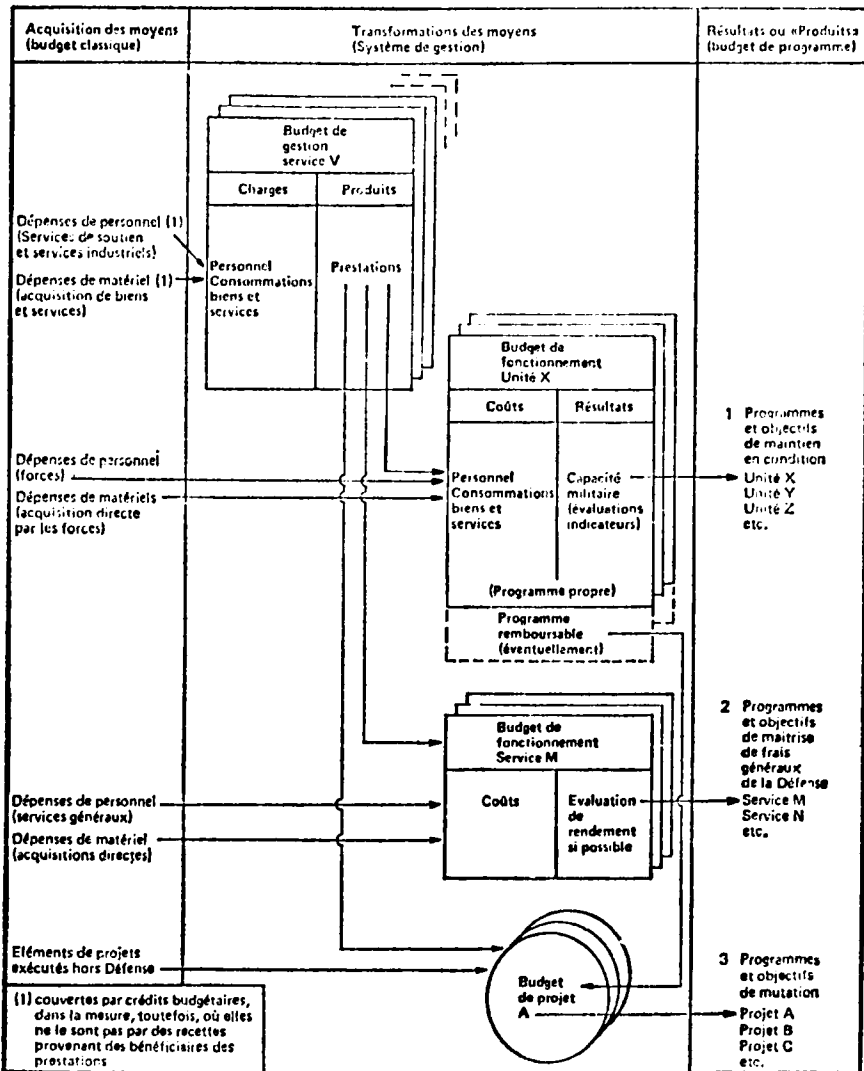 Acquisition des moyens
(budget classique)
Transformations des moyens
(Système de gestion)
Résultats ou «Produits»
(budget de programme)
Budget de
gestion
service V
Charges
Produits
Dépenses de personnel (1)
(Services de soutien
et services industriels)
Dépenses de matériel (1)
(acquisition de biens
et services)
Personnel
Consommations
biens et
services
Prestations
Budget de
fonctionnement
Unité X
Coûts
Résultats
Dépenses de personnel
(forces)
Dépenses de matériels
(acquisition directe
par les forces)
Personnel
Consommations
biens et
services
Capacité
militaire
(évaluations
indicateurs)
(Programme propre)
Programme
remboursable
(éventuellement)
1 Programmes
et objectifs
de maintien
en condition
Unité X
Unité Y
Unité Z
etc.
Budget de
fonctionnement
Service M
Coûts
Evaluation
de
rendement
si possible
Dépenses de personnel
(services généraux)
Dépenses de matériel
(acquisitions directes)
2 Programmes
et objectifs
de maîtrise
de frais
généraux
de la Défense
Service M
Service N
etc.
Eléments de projets
exécutés hors Défense
Budget
de projet
A
3 Programmes
et objectifs
de mutation
Projet A
Projet B
Projet C
etc.
(1) couvertes par crédits budgétaires,
dans la mesure, toutefois, où elles
ne le sont pas par des recettes
provenant des bénéficiaires des
prestations